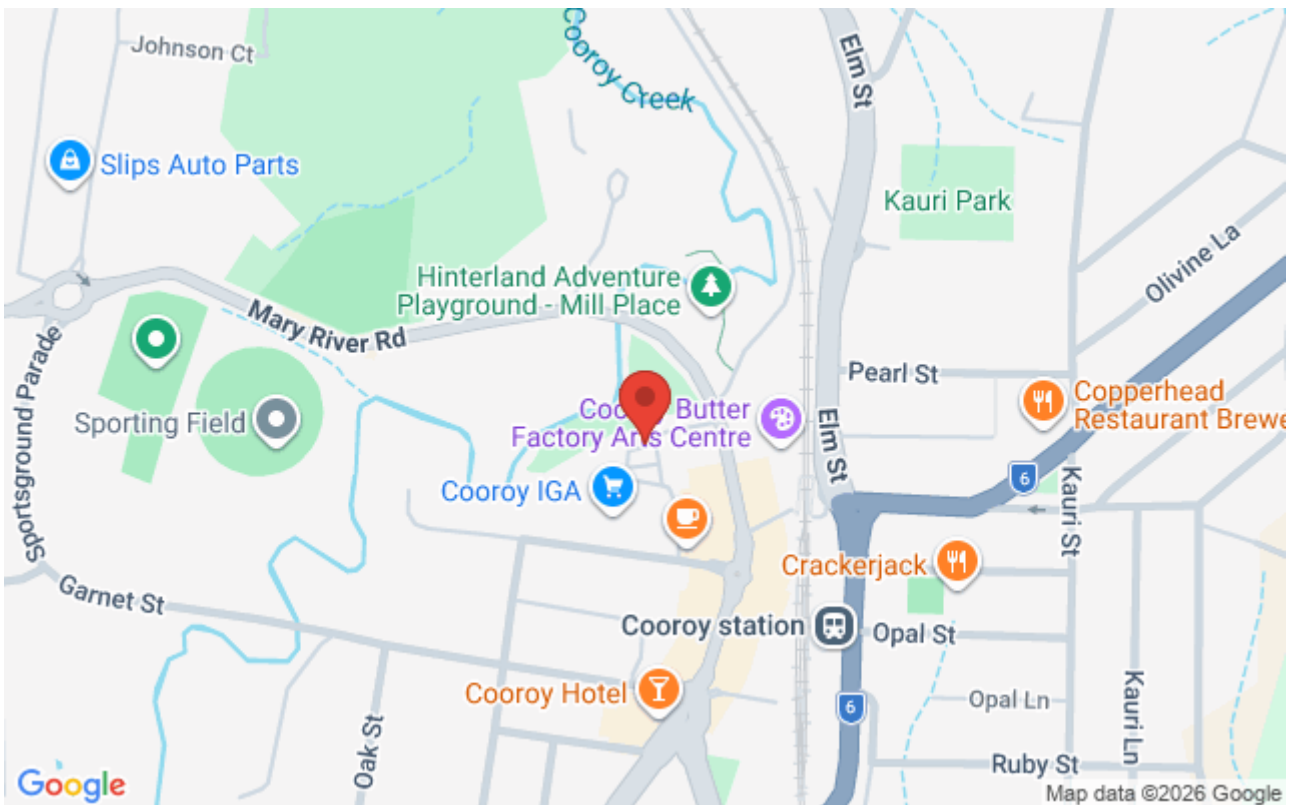 Johnson Ct
Cooroy Creek
Elm St
Slips Auto Parts
Kauri Park
Olivine La
Hinterland Adventure
Playground - Mill Place
Mary River Rd
Sportsground Parade
Pearl St
Copperhead
Restaurant Brewe
Sporting Field
Butter
Factory Arts Centre
Elm St
6
Cooroy IGA
Kauri St
Crackerjack
Garnet St
Cooroy station
Opal St
Cooroy Hotel
6
Opal Ln
Kauri Ln
Oak St
Ruby St
Google
Map data ©2026 Google